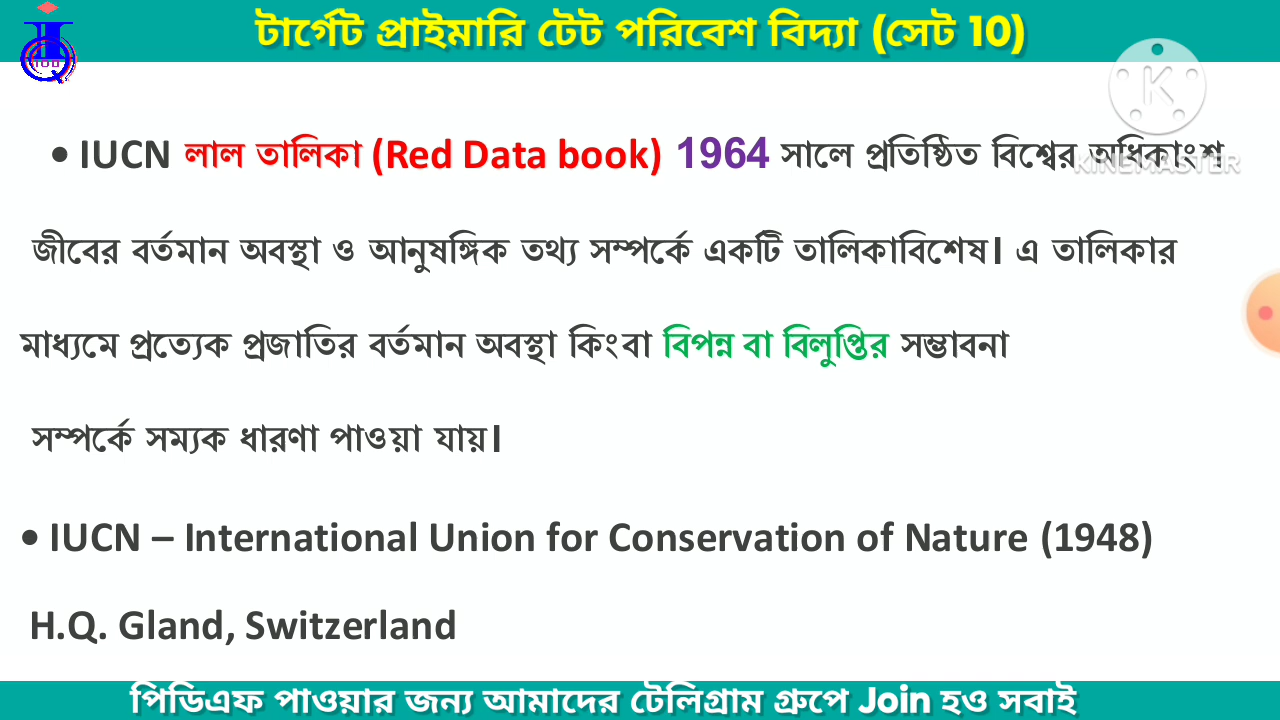 টার্গেট প্রাইমারি টেট পরিবেশ বিদ্যা (সেট 10)
• IUCN লাল তালিকা (Red Data book) 1964 সালে প্রতিষ্ঠিত বিশ্বের অধিকাংশ
KINEMASTER
জীবের বর্তমান অবস্থা ও আনুষঙ্গিক তথ্য সম্পর্কে একটি তালিকাবিশেষ। এ তালিকার
মাধ্যমে প্রত্যেক প্রজাতির বর্তমান অবস্থা কিংবা বিপন্ন বা বিলুপ্তির সম্ভাবনা
সম্পর্কে সম্যক ধারণা পাওয়া যায়।
• IUCN – International Union for Conservation of Nature (1948)
H.Q. Gland, Switzerland
পিডিএফ পাওয়ার জন্য আমাদের টেলিগ্রাম গ্রুপে Join হও সবাই